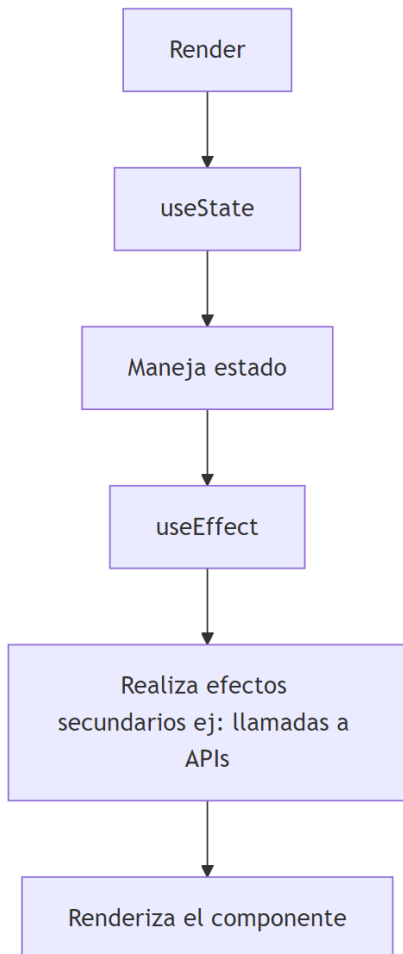 Render
useState
Maneja estado
useEffect
Realiza efectos
secundarios ej: llamadas a
APIs
Renderiza el componente